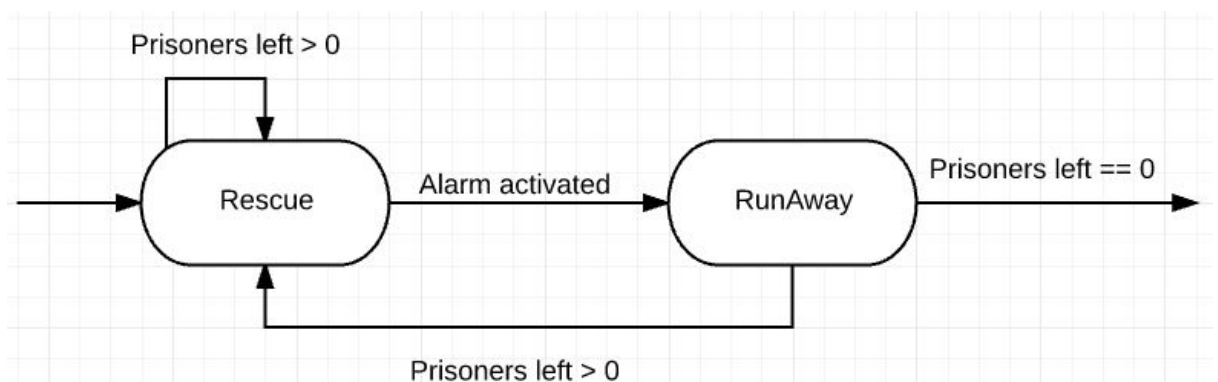 Prisoners left > 0
Rescue
Alarm activated
RunAway
Prisoners left == 0
Prisoners left > 0